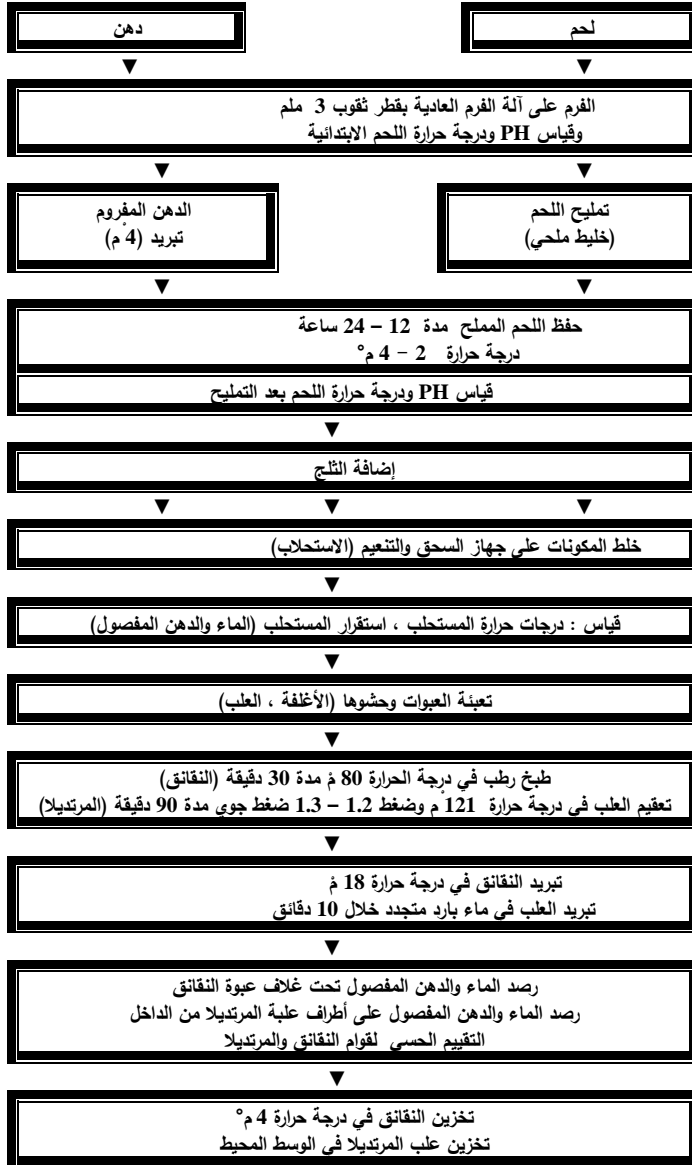 لحم
دهن
الفرم على آلة الفرم العادية بقطر ثقوب 3 ملم
وقياس PH ودرجة حرارة اللحم الابتدائية
تمليح اللحم
(خليط ملحي)
الدهن المفروم
تبريد (4 ْم)
حفظ اللحم المملح مدة 12 – 24 ساعة
درجة حرارة 2 – 4 م°
قياس PH ودرجة حرارة اللحم بعد التمليح
إضافة الثلج
خلط المكونات على جهاز السحق والتنعيم (الاستحلاب)
قياس : درجات حرارة المستحلب ، استقرار المستحلب (الماء والدهن المفصول)
تعبئة العبوات وحشوها (الأغلفة ، العلب)
طبخ رطب في درجة الحرارة 80 مْ مدة 30 دقيقة (النقانق)
تعقيم العلب في درجة حرارة 121 ْم وضغط 1.2 – 1.3 ضغط جوي مدة 90 دقيقة (المرتديلا)
تبريد النقانق في درجة حرارة 18 مْ
تبريد العلب في ماء بارد متجدد خلال 10 دقائق
رصد الماء والدهن المفصول تحت غلاف عبوة النقانق
رصد الماء والدهن المفصول على أطراف علبة المرتديلا من الداخل
التقييم الحسي لقوام النقانق والمرتديلا
تخزين النقانق في درجة حرارة 4 م°
تخزين علب المرتديلا في الوسط المحيط